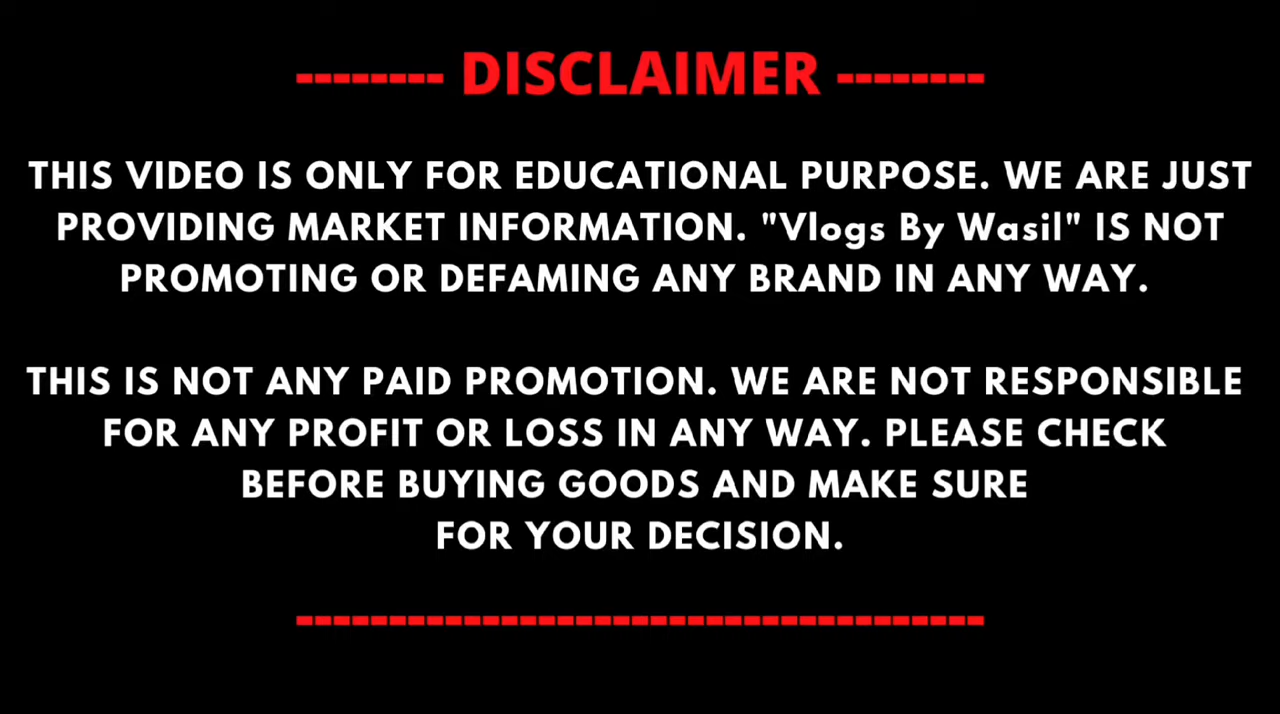 -------- DISCLAIMER --------
THIS VIDEO IS ONLY FOR EDUCATIONAL PURPOSE. WE ARE JUST
PROVIDING MARKET INFORMATION. "Vlogs By Wasil" IS NOT
PROMOTING OR DEFAMING ANY BRAND IN ANY WAY.
THIS IS NOT ANY PAID PROMOTION. WE ARE NOT RESPONSIBLE
FOR ANY PROFIT OR LOSS IN ANY WAY. PLEASE CHECK
BEFORE BUYING GOODS AND MAKE SURE
FOR YOUR DECISION.
-------------------------------------